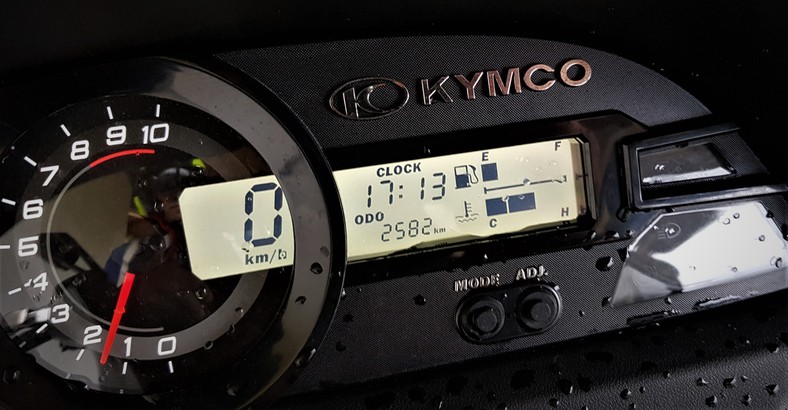 KYMCO
10
9
8
7
6
5
4
3
2
1
0
0
km/h
CLOCK
17:13
ODO
2582 km
E F
C H
MODE ADJ.